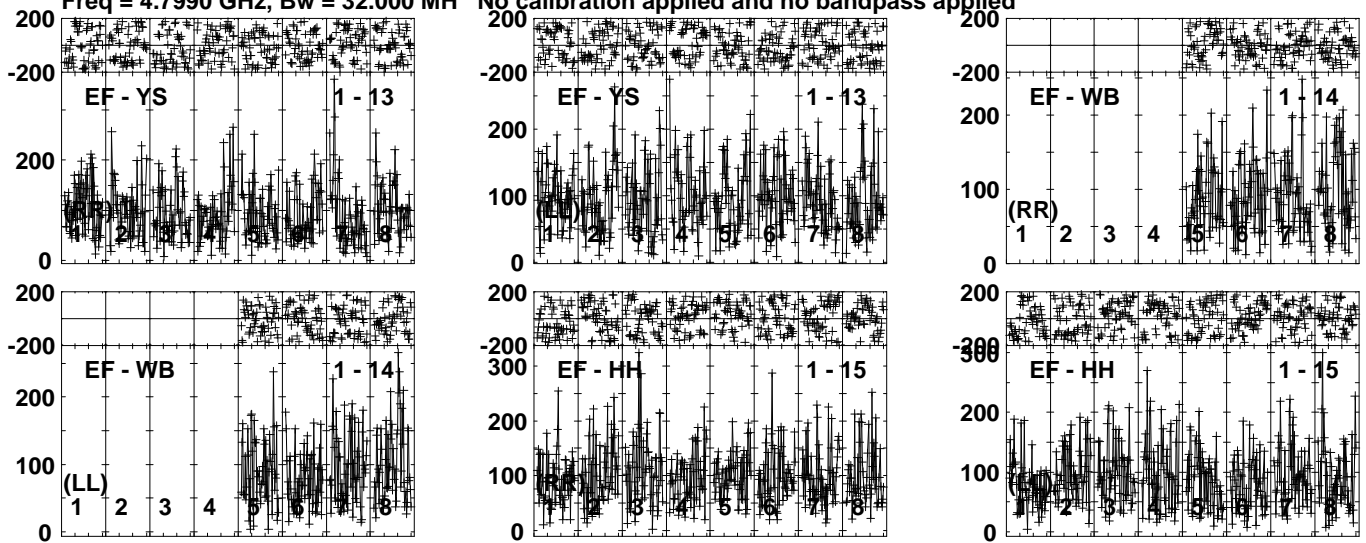 Freq = 4.7990 GHz, Bw = 32.000 MH No calibration applied and no bandpass applied
200 200 200
-200 -200
EF - YS 1 - 13 EF - YS 1 - 13 EF - WB 1 - 14
200 200 200
100 100
(RR) (LL) (RR)
1 2 3 4 5 6 7 8 1 2 3 4 5 6 7 8 1 2 3 4 5 6 7 8
0 0 0
200 200 200
-200 -200 -200
300 300
EF - WB 1 - 14 EF - HH 1 - 15 EF - HH 1 - 15
200 200 200
100 100 100
(LL) (RR) (LL)
1 2 3 4 5 6 7 8 1 2 3 4 5 6 7 8 1 2 3 4 5 6 7 8
0 0 0